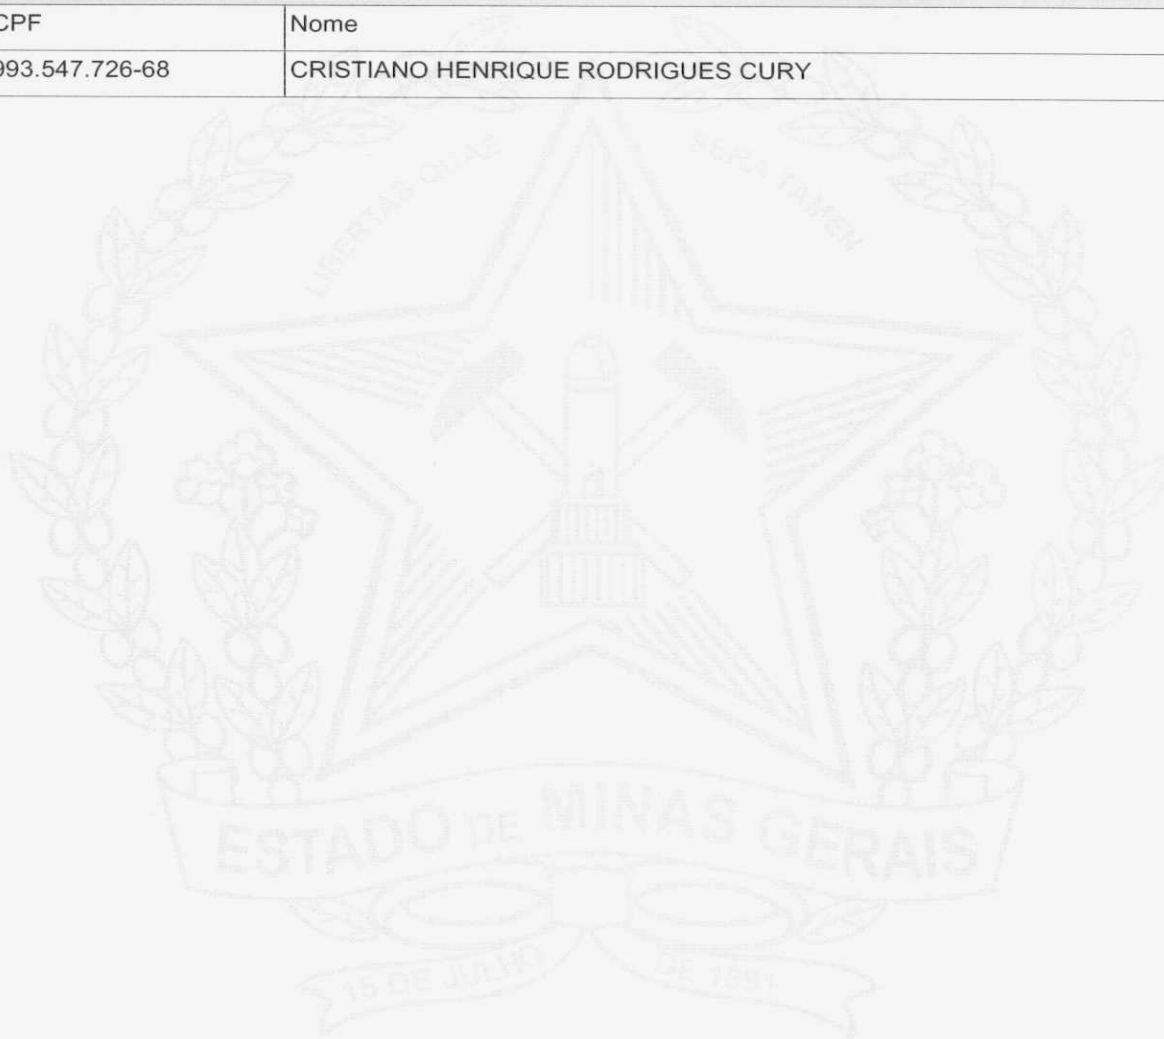 CPF Nome
993.547.726-68 CRISTIANO HENRIQUE RODRIGUES CURY
LIBERTAS QUAE SERA TAMEN
ESTADO DE MINAS GERAIS
15 DE JULHO DE 1891